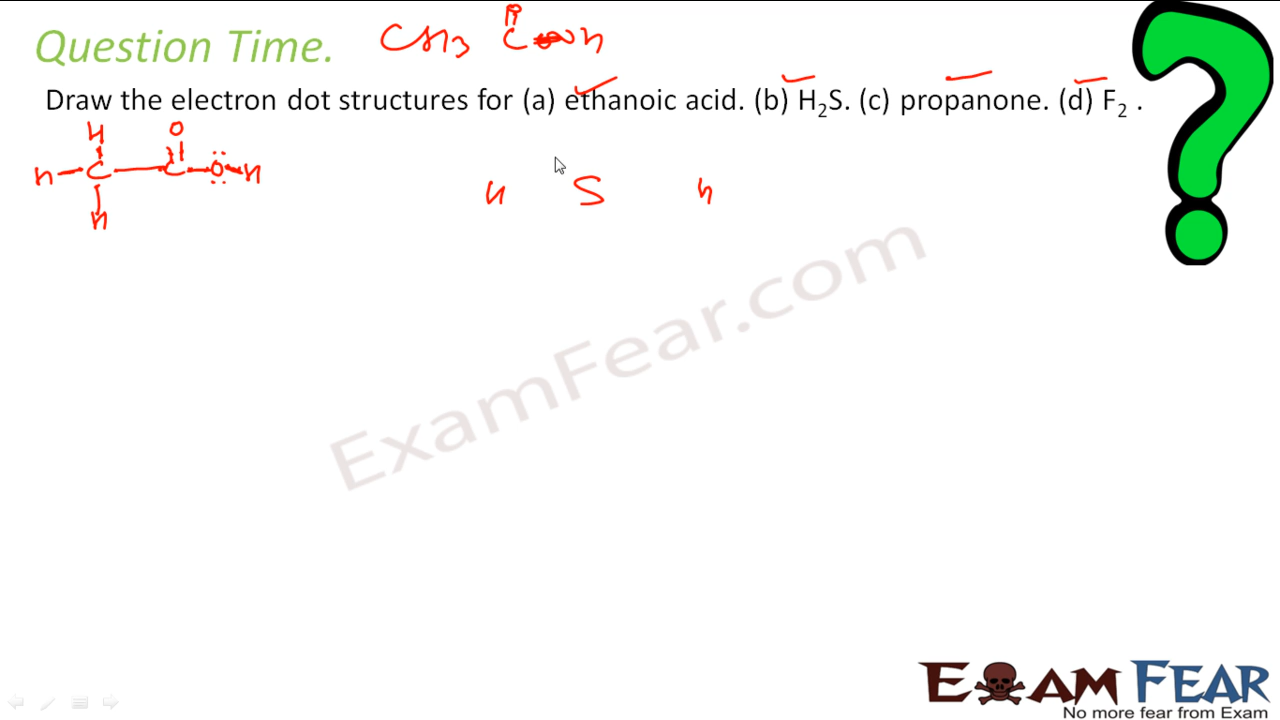 Question Time. CH3 COOH
Draw the electron dot structures for (a) ethanoic acid. (b) H₂S. (c) propanone. (d) F₂ .
H O
H C C O H
H
H S H
ExamFear.com
EXAM FEAR
No more fear from Exam